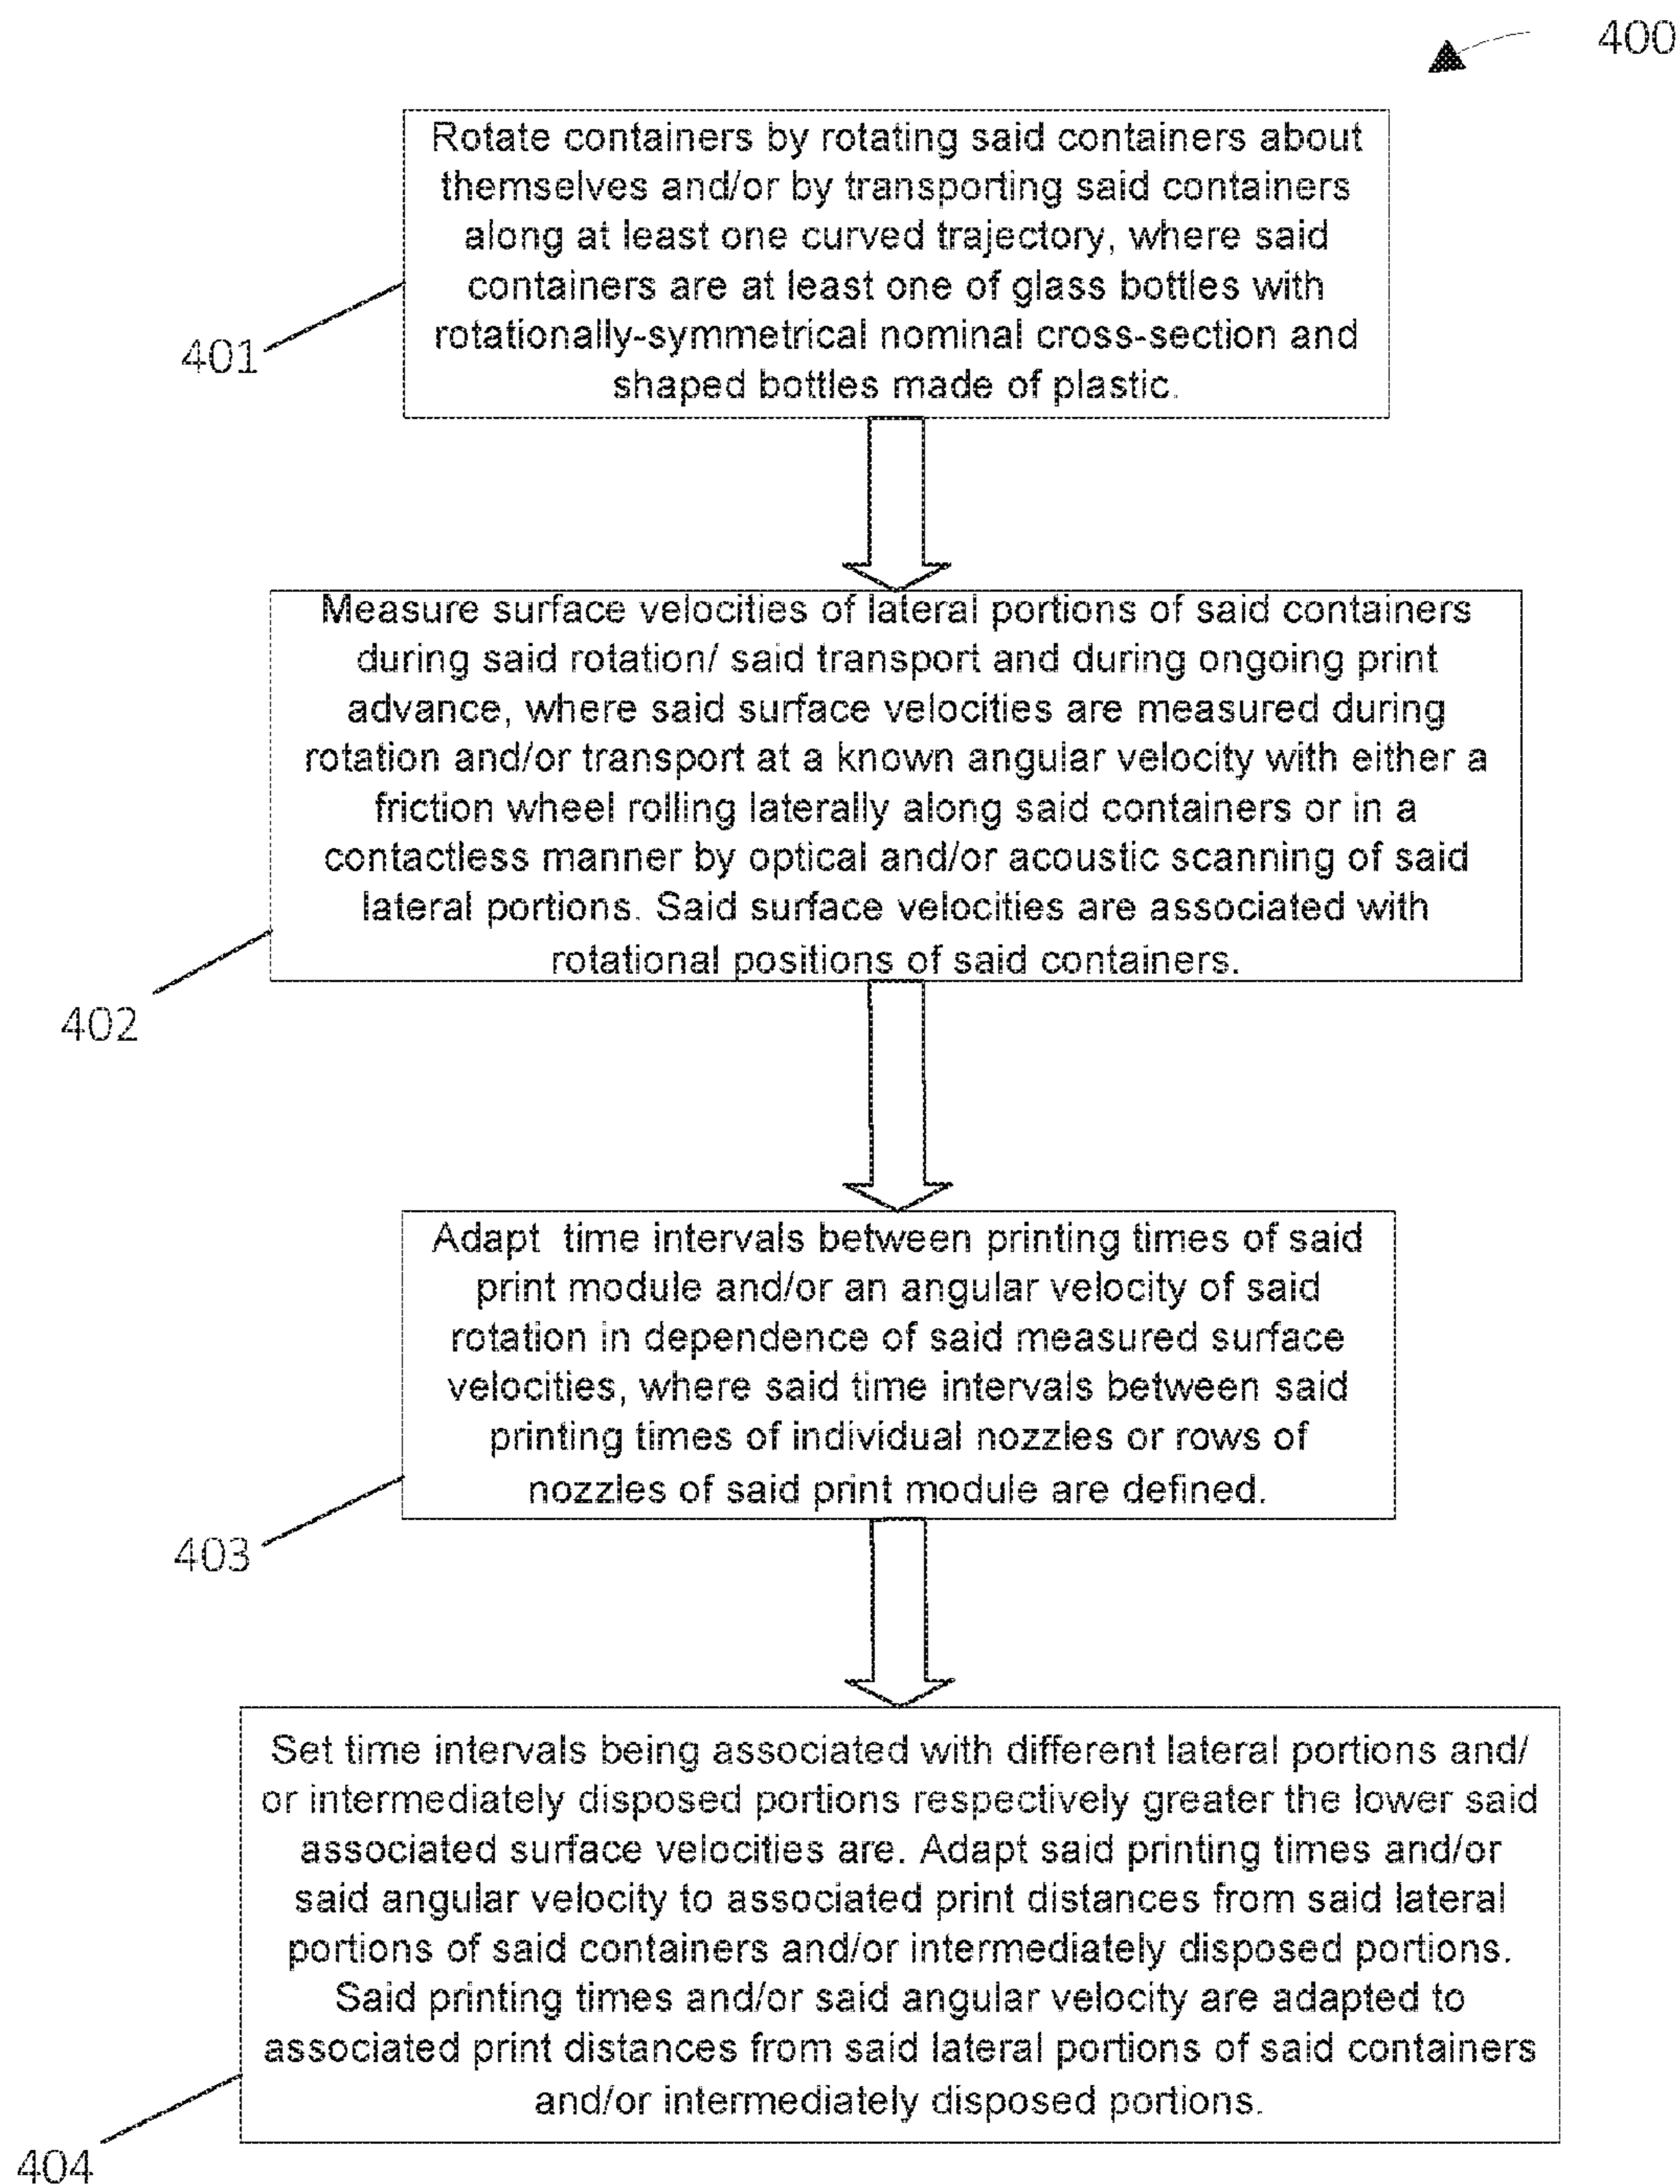 400
Rotate containers by rotating said containers about
themselves and/or by transporting said containers
along at least one curved trajectory, where said
containers are at least one of glass bottles with
rotationally-symmetrical nominal cross-section and
shaped bottles made of plastic.
401
Measure surface velocities of lateral portions of said containers
during said rotation/ said transport and during ongoing print
advance, where said surface velocities are measured during
rotation and/or transport at a known angular velocity with either a
friction wheel rolling laterally along said containers or in a
contactless manner by optical and/or acoustic scanning of said
lateral portions. Said surface velocities are associated with
rotational positions of said containers.
402
Adapt time intervals between printing times of said
print module and/or an angular velocity of said
rotation in dependence of said measured surface
velocities, where said time intervals between said
printing times of individual nozzles or rows of
nozzles of said print module are defined.
403
Set time intervals being associated with different lateral portions and/
or intermediately disposed portions respectively greater the lower said
associated surface velocities are. Adapt said printing times and/or
said angular velocity to associated print distances from said lateral
portions of said containers and/or intermediately disposed portions.
Said printing times and/or said angular velocity are adapted to
associated print distances from said lateral portions of said containers
and/or intermediately disposed portions.
404